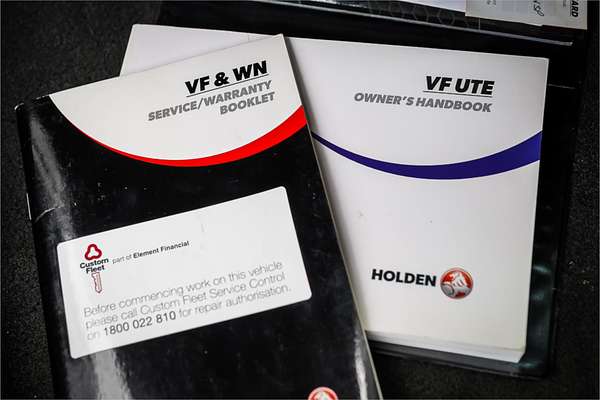 ARD
VF & WN
SERVICE/WARRANTY
BOOKLET
VF UTE
OWNER'S HANDBOOK
Custom
Fleet
part of Element Financial
Before commencing work on this vehicle
please call Custom Fleet Service Control
on 1800 022 810 for repair authorisation.
HOLDEN